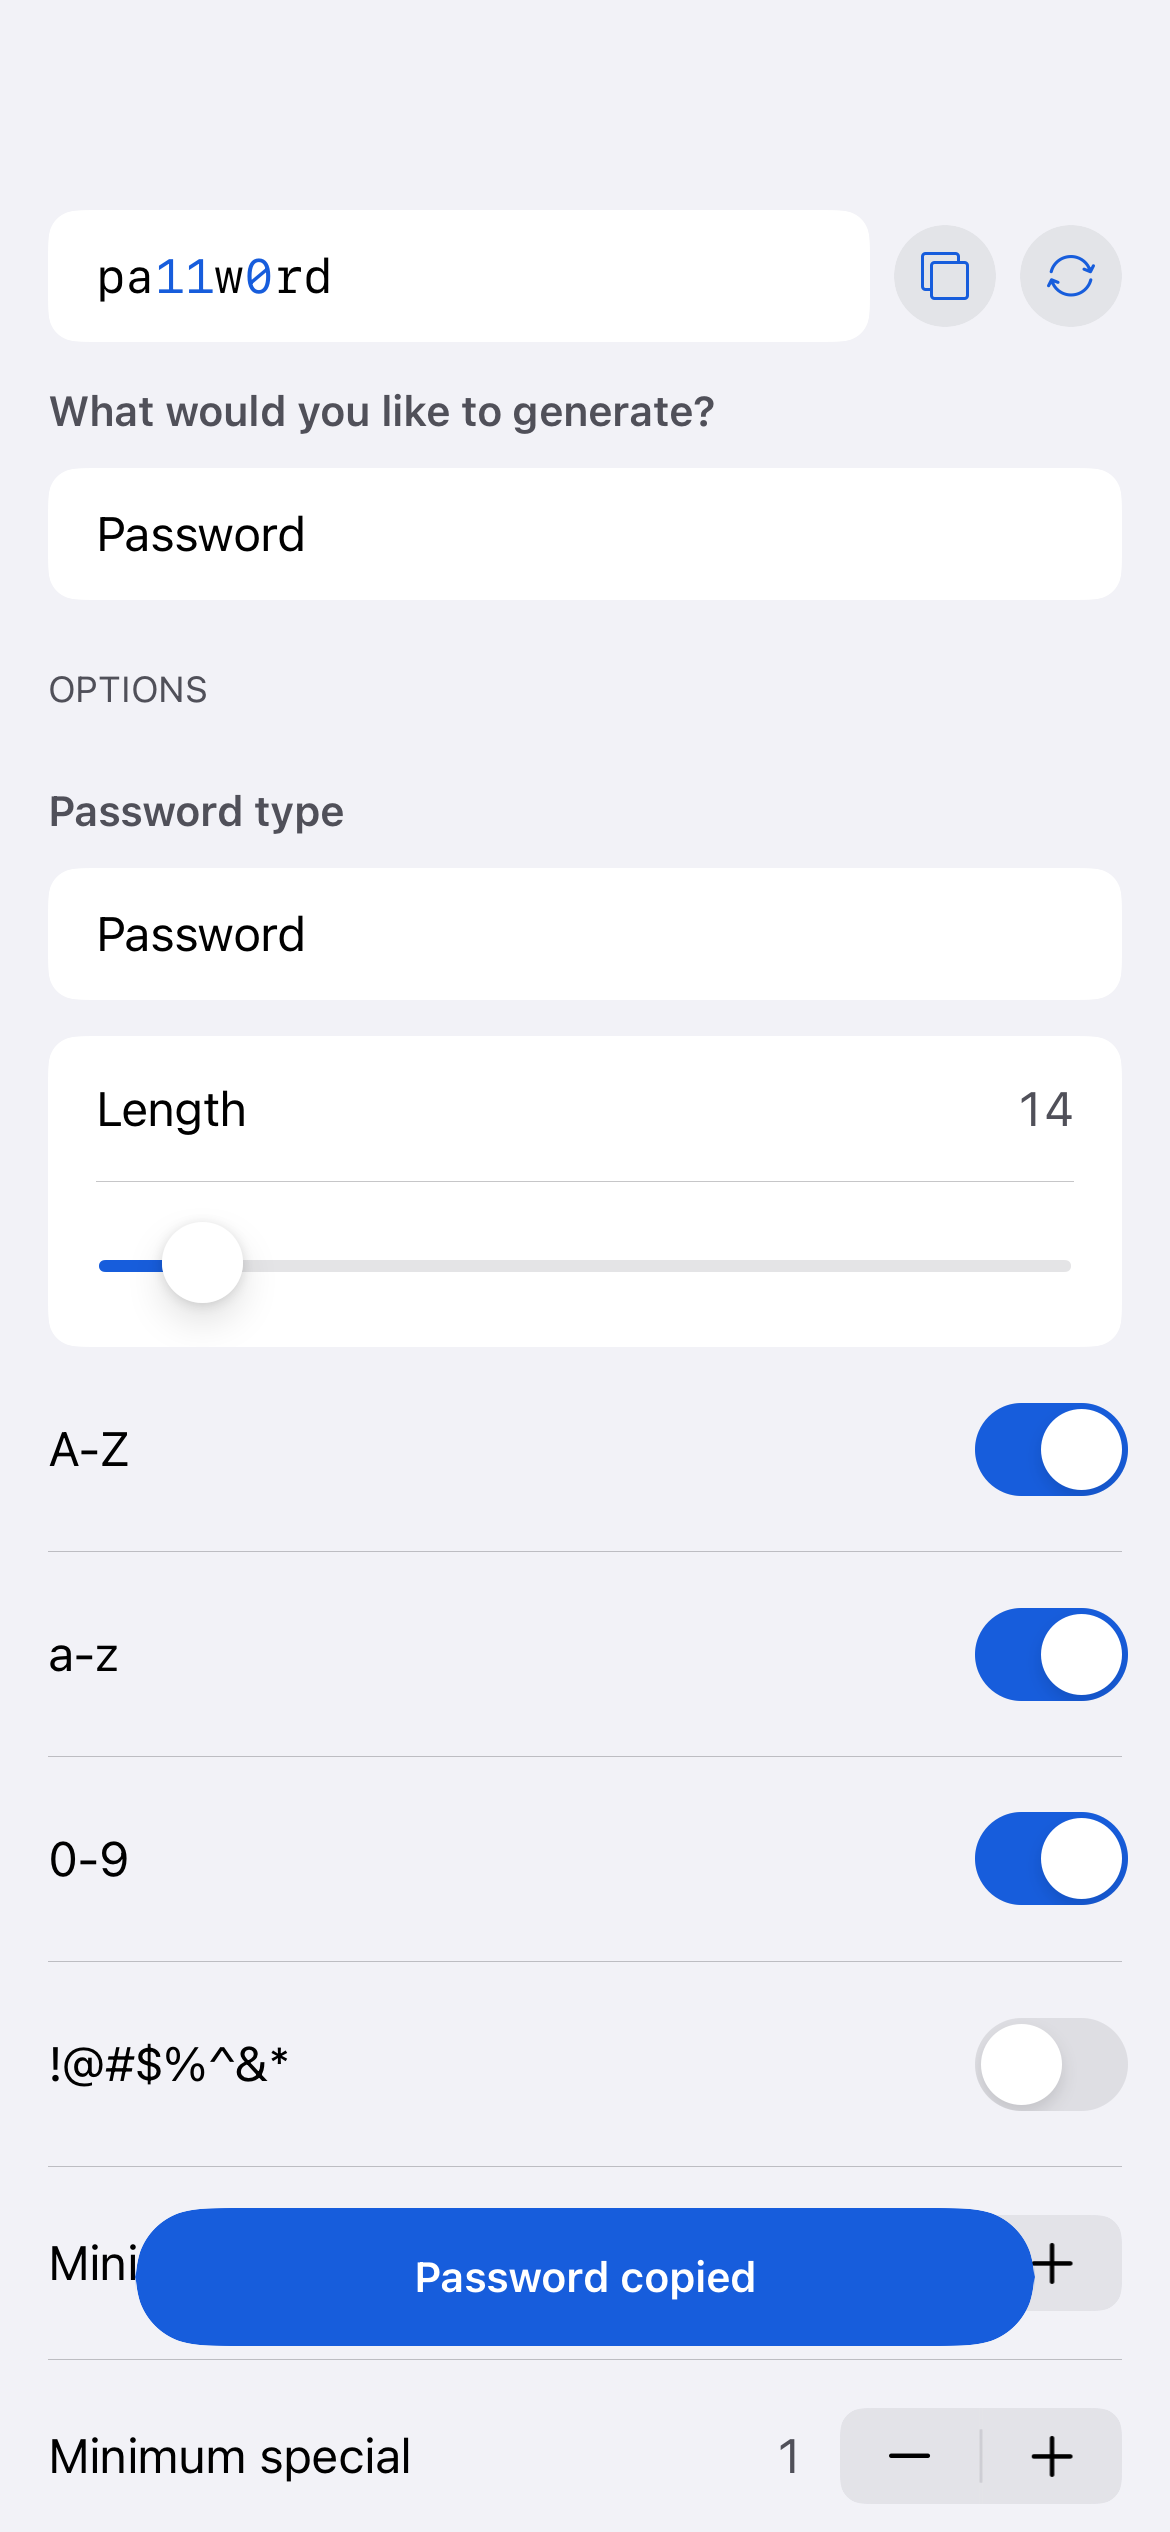 pa11w0rd
What would you like to generate?
Password
OPTIONS
Password type
Password
Length 14
A-Z
a-z
0-9
!@#$%^&*
Password copied
Minimum special 1